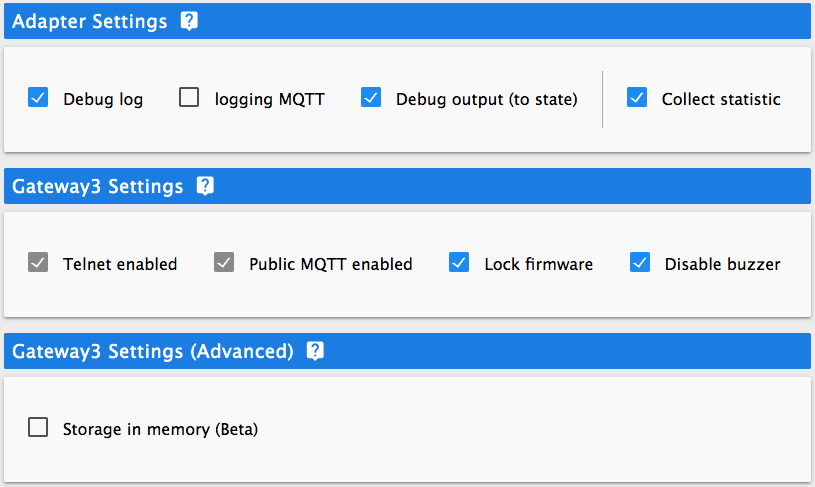 Adapter Settings ?
Debug log logging MQTT Debug output (to state) Collect statistic
Gateway3 Settings ?
Telnet enabled Public MQTT enabled Lock firmware Disable buzzer
Gateway3 Settings (Advanced) ?
Storage in memory (Beta)